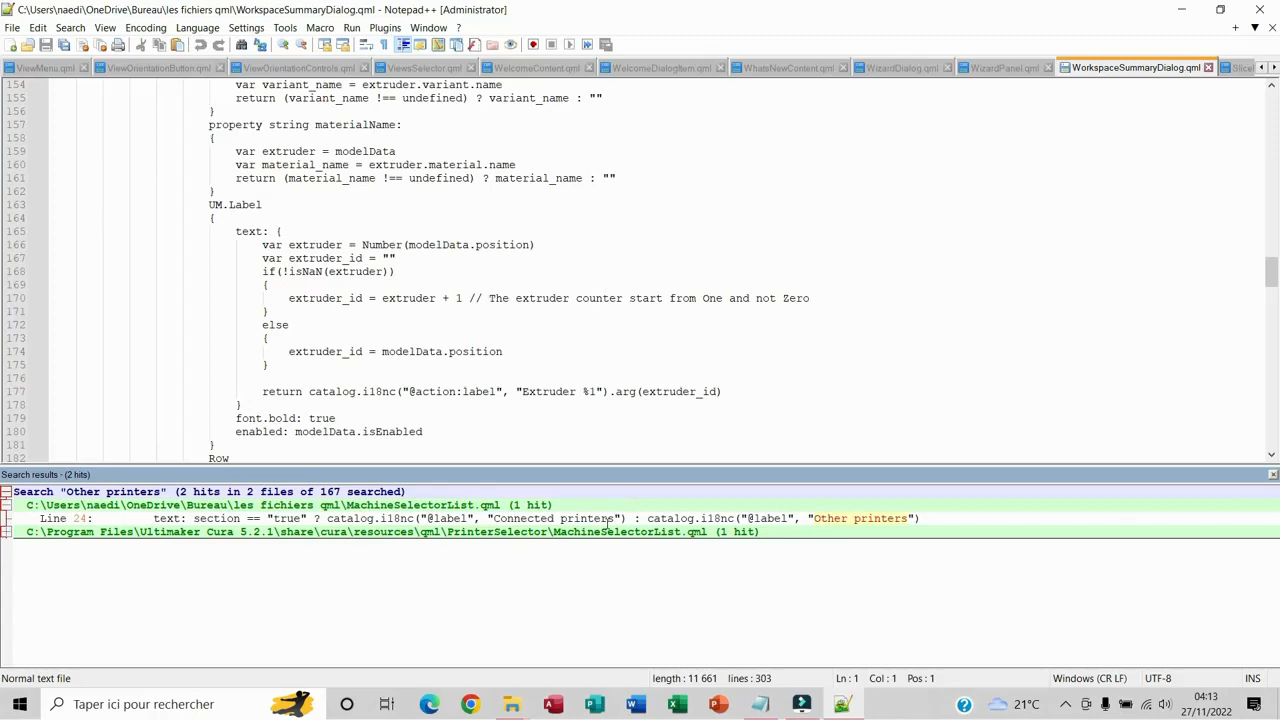 C:\Users\naedi\OneDrive\Bureau\les fichiers qml\WorkspaceSummaryDialog.qml - Notepad++ [Administrator]
File Edit Search View Encoding Language Settings Tools Macro Run Plugins Window ?
ViewMenu.qml ViewOrientationButton.qml ViewOrientationControls.qml ViewsSelector.qml WelcomeContent.qml WelcomeDialogItem.qml WhatsNewContent.qml WizardDialog.qml WizardPanel.qml WorkspaceSummaryDialog.qml
154 var variant_name = extruder.variant.name
155 return (variant_name !== undefined) ? variant_name : ""
156 }
157 property string materialName:
158 {
159 var extruder = modelData
160 var material_name = extruder.material.name
161 return (material_name !== undefined) ? material_name : ""
162 }
163 UM.Label
164 {
165 text: {
166 var extruder = Number(modelData.position)
167 var extruder_id = ""
168 if(!isNaN(extruder))
169 {
170 extruder_id = extruder + 1 // The extruder counter start from One and not Zero
171 }
172 else
173 {
174 extruder_id = modelData.position
175 }
176
177 return catalog.i18nc("@action:label", "Extruder %1").arg(extruder_id)
178 }
179 font.bold: true
180 enabled: modelData.isEnabled
181 }
182 Row
Search results - (2 hits)
Search "Other printers" (2 hits in 2 files of 167 searched)
C:\Users\naedi\OneDrive\Bureau\les fichiers qml\MachineSelectorList.qml (1 hit)
Line 24: text: section == "true" ? catalog.i18nc("@label", "Connected printers") : catalog.i18nc("@label", "Other printers")
C:\Program Files\Ultimaker Cura 5.2.1\share\cura\resources\qml\PrinterSelector\MachineSelectorList.qml (1 hit)
Normal text file length : 11 661 lines : 303 Ln : 1 Col : 1 Pos : 1 Windows (CR LF) UTF-8 INS
Taper ici pour rechercher 21°C 04:13
27/11/2022